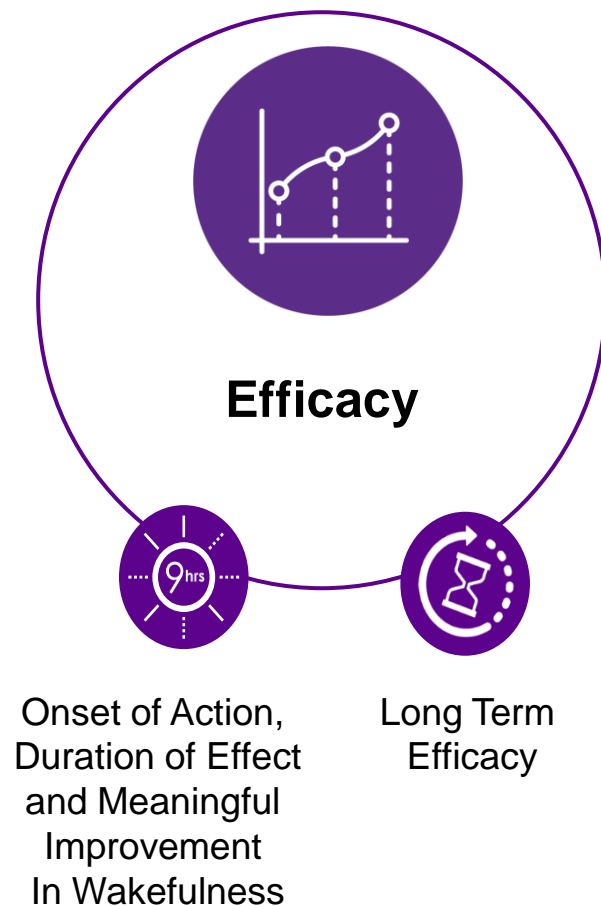 Efficacy
9hrs
Onset of Action,
Duration of Effect
and Meaningful
Improvement
In Wakefulness
Long Term
Efficacy